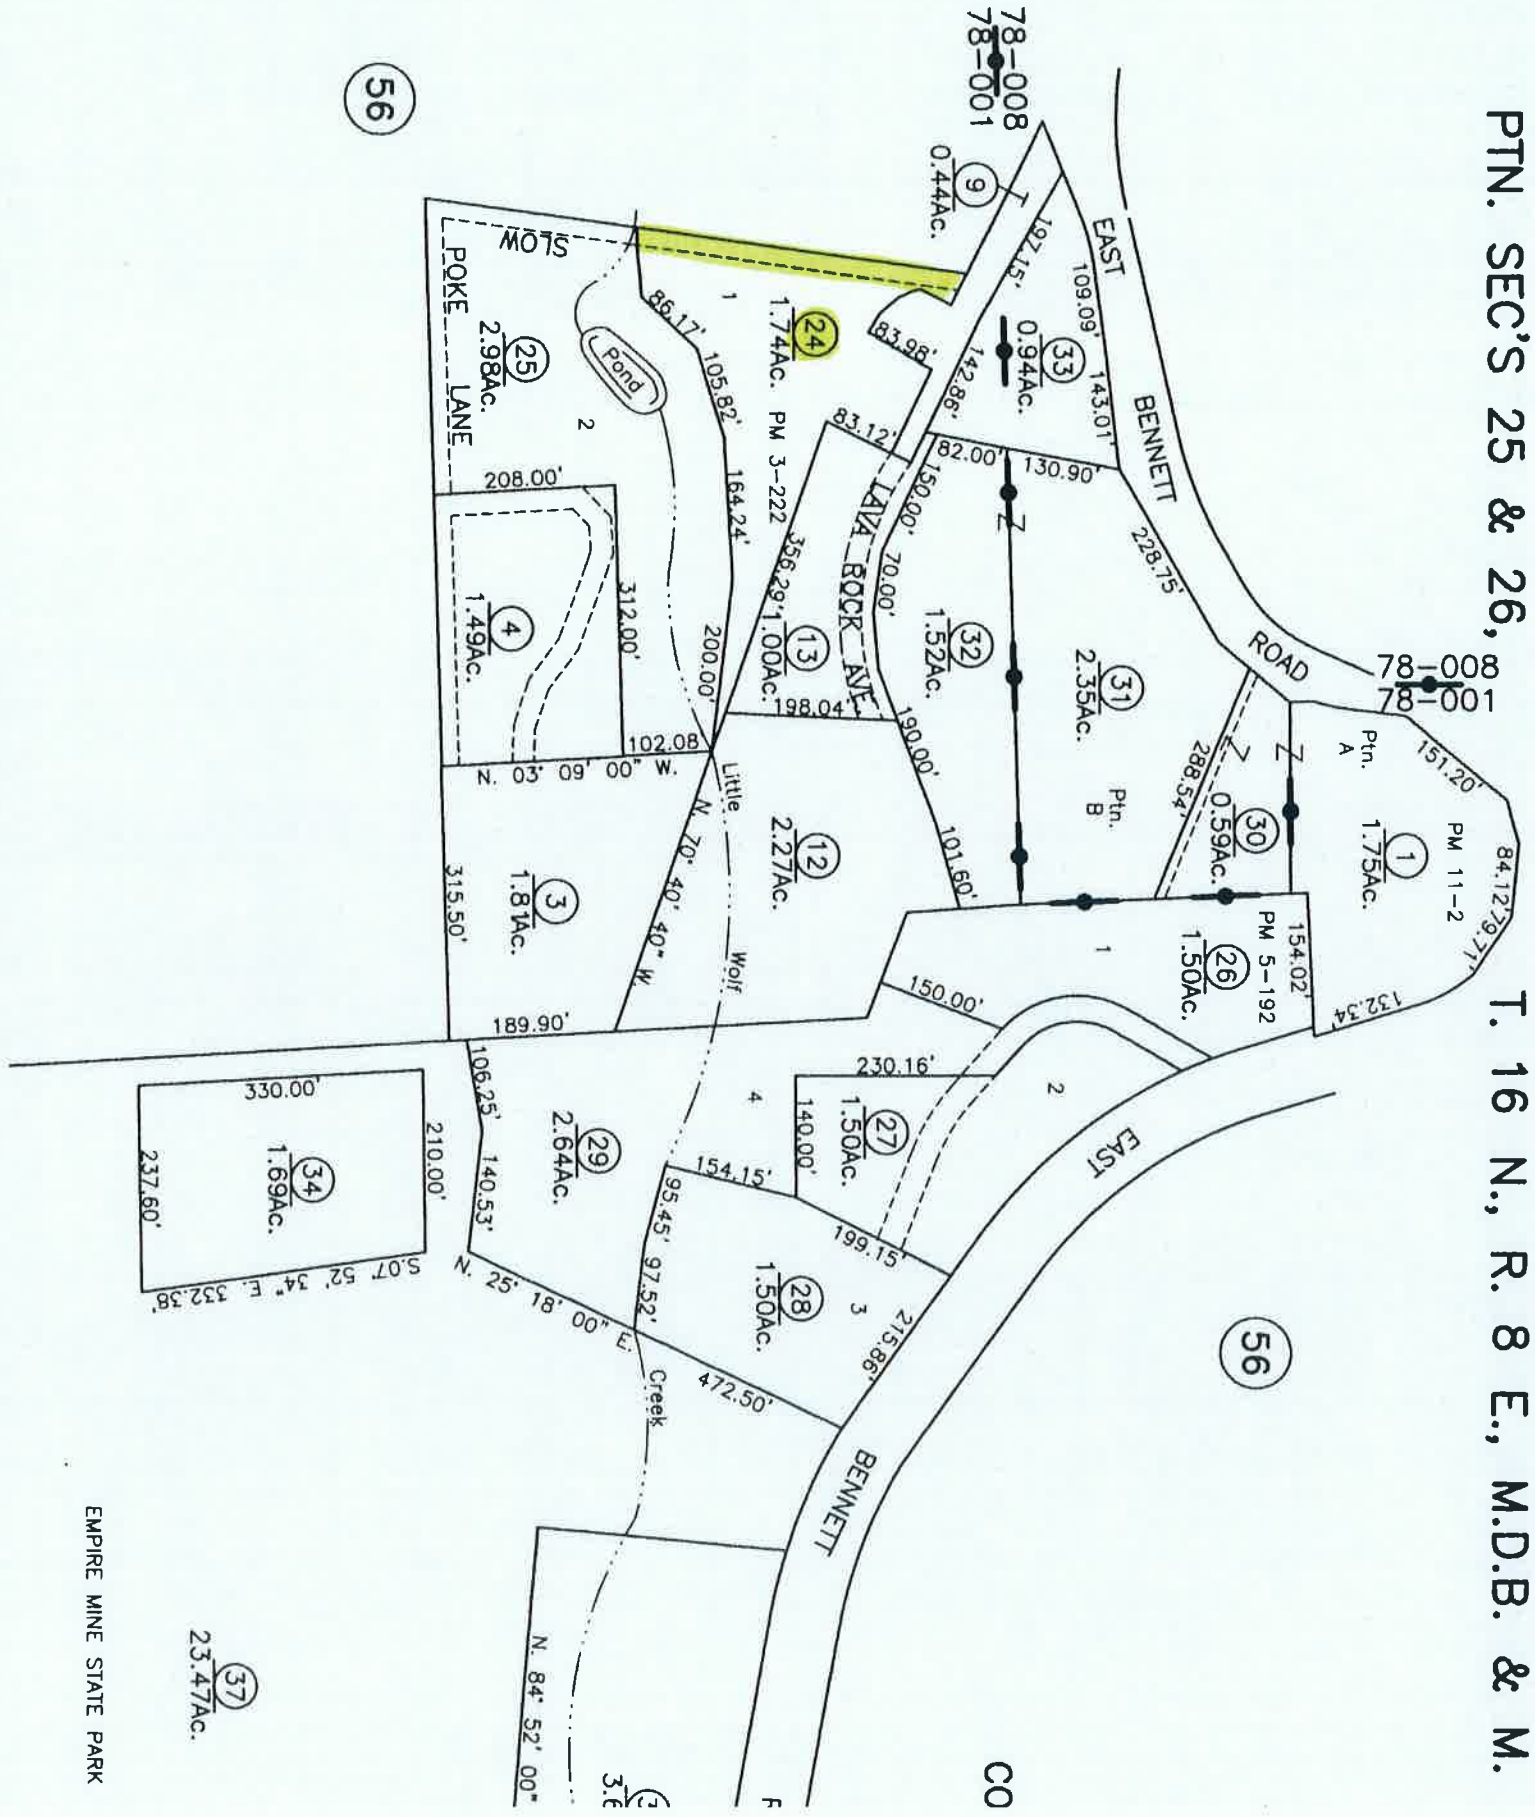 PTN. SEC'S 25 & 26, T. 16 N., R. 8 E., M.D.B. & M.
78-008
78-001
78-008
78-001
56
56
EAST
BENNETT
ROAD
EAST
BENNETT
CO
9
0.44Ac.
197.15'
109.09'
143.01'
33
0.94Ac.
142.86'
82.00'
130.90'
228.75'
31
2.35Ac.
Ptn.
B
288.54'
30
0.59Ac.
Ptn.
A
151.20'
PM 11-2
1
1.75Ac.
84.12'
79.71'
132.34'
154.02'
PM 5-192
26
1.50Ac.
1
150.00'
32
1.52Ac.
150.00'
70.00'
190.00'
101.60'
LAVA ROCK AVE
24
1.74Ac.
PM 3-222
1
83.98'
83.12'
356.29'
13
1.00Ac.
198.04'
86.17'
105.82'
164.24'
200.00'
SLOW
POKE LANE
25
2.98Ac.
2
Pond
208.00'
312.00'
4
1.49Ac.
102.08
N. 03° 09' 00" W.
3
1.81Ac.
315.50'
189.90'
N. 70° 40' 40" W.
12
2.27Ac.
Little Wolf Creek
230.16'
140.00'
27
1.50Ac.
2
4
154.15'
199.15'
28
1.50Ac.
3
215.86'
472.50'
95.45'
97.52'
29
2.64Ac.
106.25'
140.53'
N. 25° 18' 00" E.
330.00'
210.00'
237.60'
34
1.69Ac.
S.07° 52' 34" E. 332.38'
N. 84° 52' 00"
37
23.47Ac.
EMPIRE MINE STATE PARK